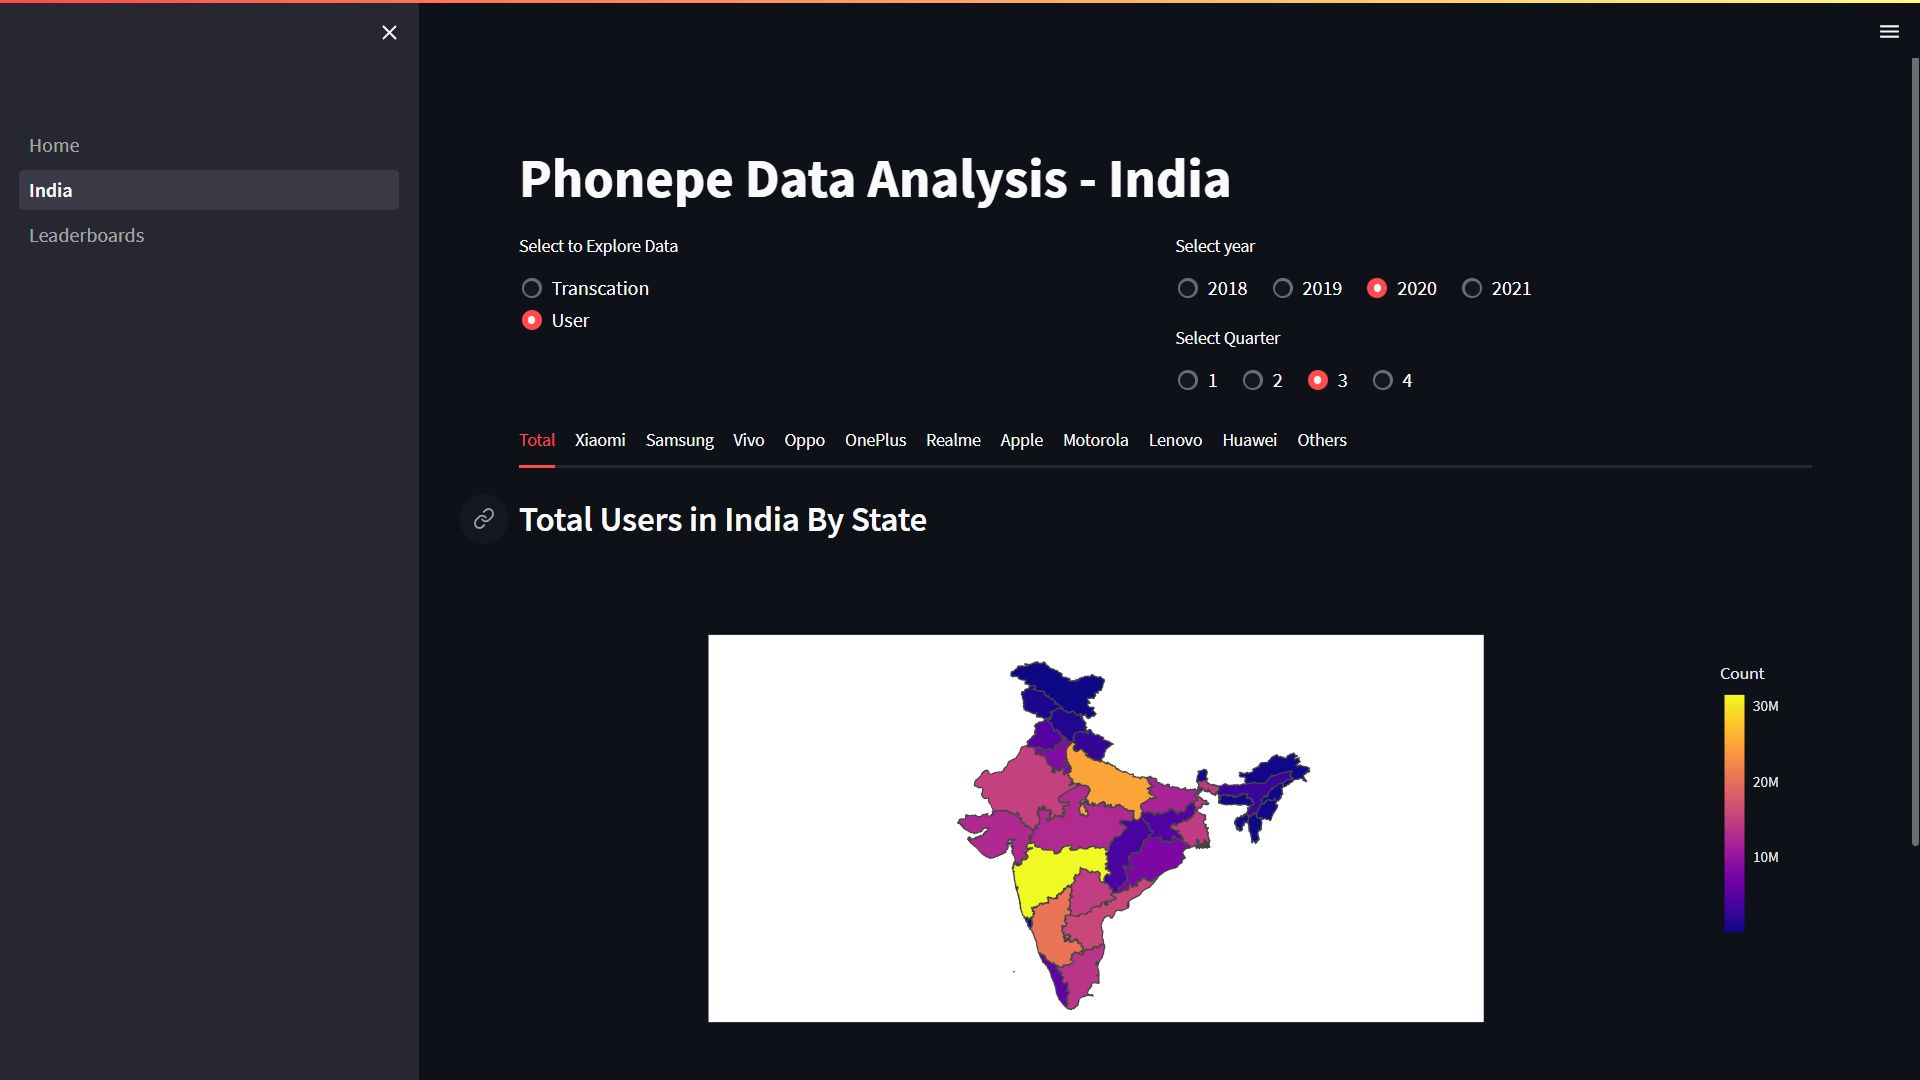 Home
India
Leaderboards
Phonepe Data Analysis - India
Select to Explore Data
Transcation
User
Select year
2018 2019 2020 2021
Select Quarter
1 2 3 4
Total Xiaomi Samsung Vivo Oppo OnePlus Realme Apple Motorola Lenovo Huawei Others
Total Users in India By State
Count
30M
20M
10M